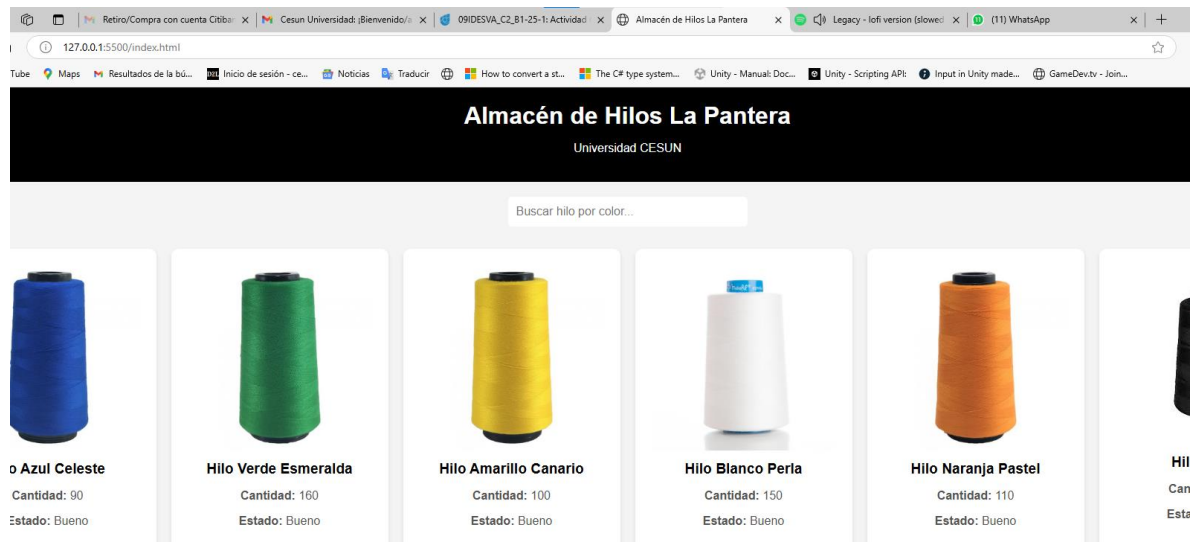 Retiro/Compra con cuenta Citiba
Cesun Universidad: ¡Bienvenido/a
09IDESVA_C2_B1-25-1: Actividad
Almacén de Hilos La Pantera
Legacy - lofi version (slowed
(11) WhatsApp
127.0.0.1:5500/index.html
Tube
Maps
Resultados de la bú...
Inicio de sesión - ce...
Noticias
Traducir
How to convert a st...
The C# type system...
Unity - Manual: Doc...
Unity - Scripting API:
Input in Unity made...
GameDev.tv - Join...
Almacén de Hilos La Pantera
Universidad CESUN
Buscar hilo por color...
o Azul Celeste
Cantidad: 90
Estado: Bueno
Hilo Verde Esmeralda
Cantidad: 160
Estado: Bueno
Hilo Amarillo Canario
Cantidad: 100
Estado: Bueno
Hilo Blanco Perla
Cantidad: 150
Estado: Bueno
Hilo Naranja Pastel
Cantidad: 110
Estado: Bueno
Hil
Can
Esta